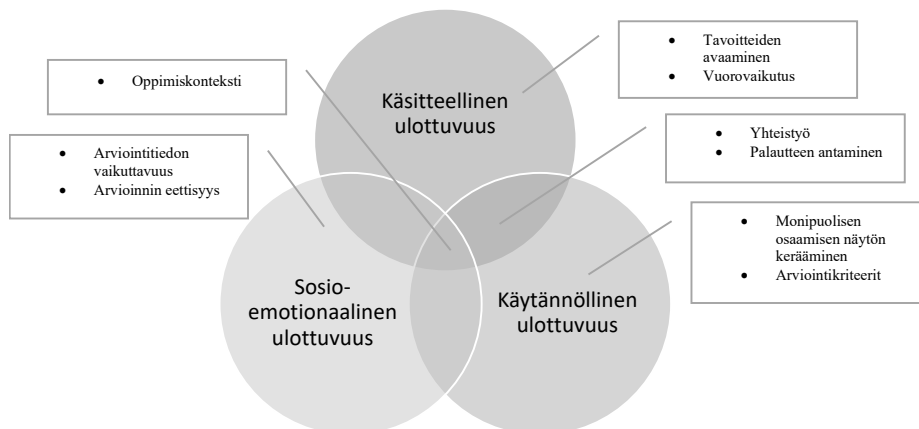 • Oppimiskonteksti
• Tavoitteiden
avaaminen
• Vuorovaikutus
Käsitteellinen
ulottuvuus
• Arviointitiedon
vaikuttavuus
• Arvioinnin eettisyys
• Yhteistyö
• Palautteen antaminen
• Monipuolisen
osaamisen näytön
kerääminen
• Arviointikriteerit
Sosio-
emotionaalinen
ulottuvuus
Käytännöllinen
ulottuvuus